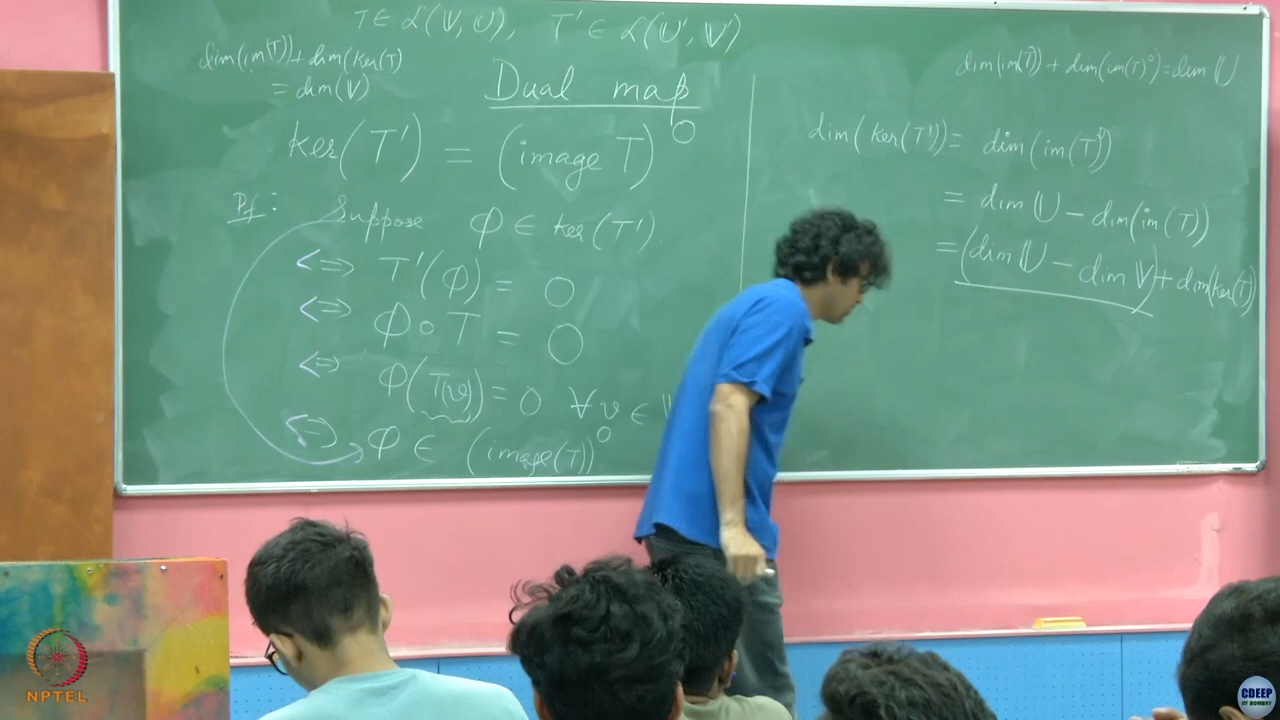 T ∈ ℒ(V, U), T' ∈ ℒ(U', V')
dim(im(T)) + dim(ker(T)
= dim(V)
Dual map
ker(T') = (image T)⁰
Pf: Suppose φ ∈ ker(T').
⇔ T'(φ) = 0
⇔ φ∘T = 0
⇔ φ(T(v)) = 0 ∀ v ∈
⇔ φ ∈ (image(T))⁰
dim(im(T)) + dim(im(T)⁰) = dim U
dim(ker(T')) = dim(im(T)⁰)
= dim U - dim(im(T))
= (dim U - dim V) + dim(ker(T))
NPTEL
CDEEP
IIT BOMBAY